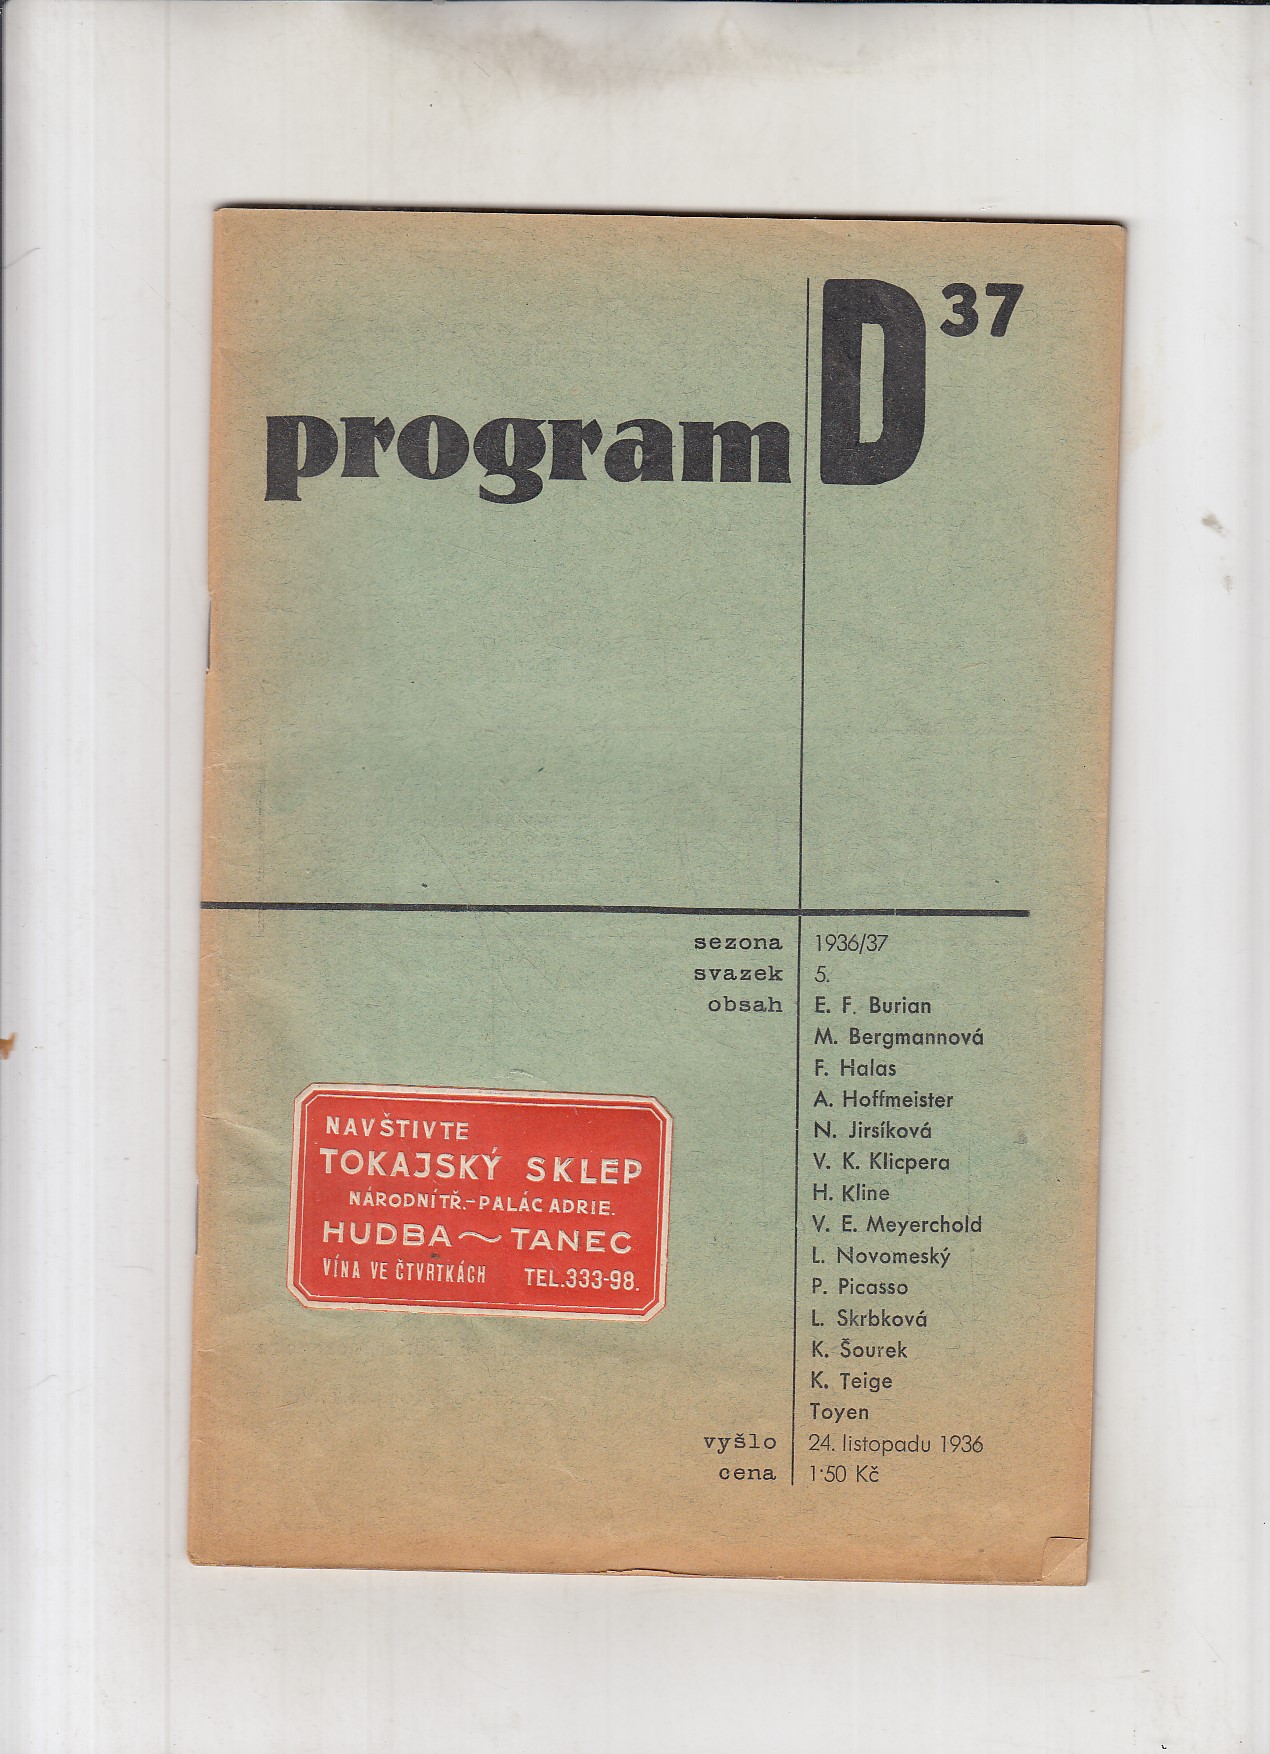 program D 37
sezona 1936/37
svazek 5.
obsah E. F. Burian
M. Bergmannová
F. Halas
A. Hoffmeister
N. Jirsíková
V. K. Klicpera
H. Kline
V. E. Meyerchold
L. Novomeský
P. Picasso
L. Skrbková
K. Šourek
K. Teige
Toyen
vyšlo 24. listopadu 1936
cena 1·50 Kč
NAVŠTIVTE
TOKAJSKÝ SKLEP
NÁRODNÍ TŘ.-PALÁC ADRIE.
HUDBA ~ TANEC
VÍNA VE ČTVRTKÁCH TEL.333-98.